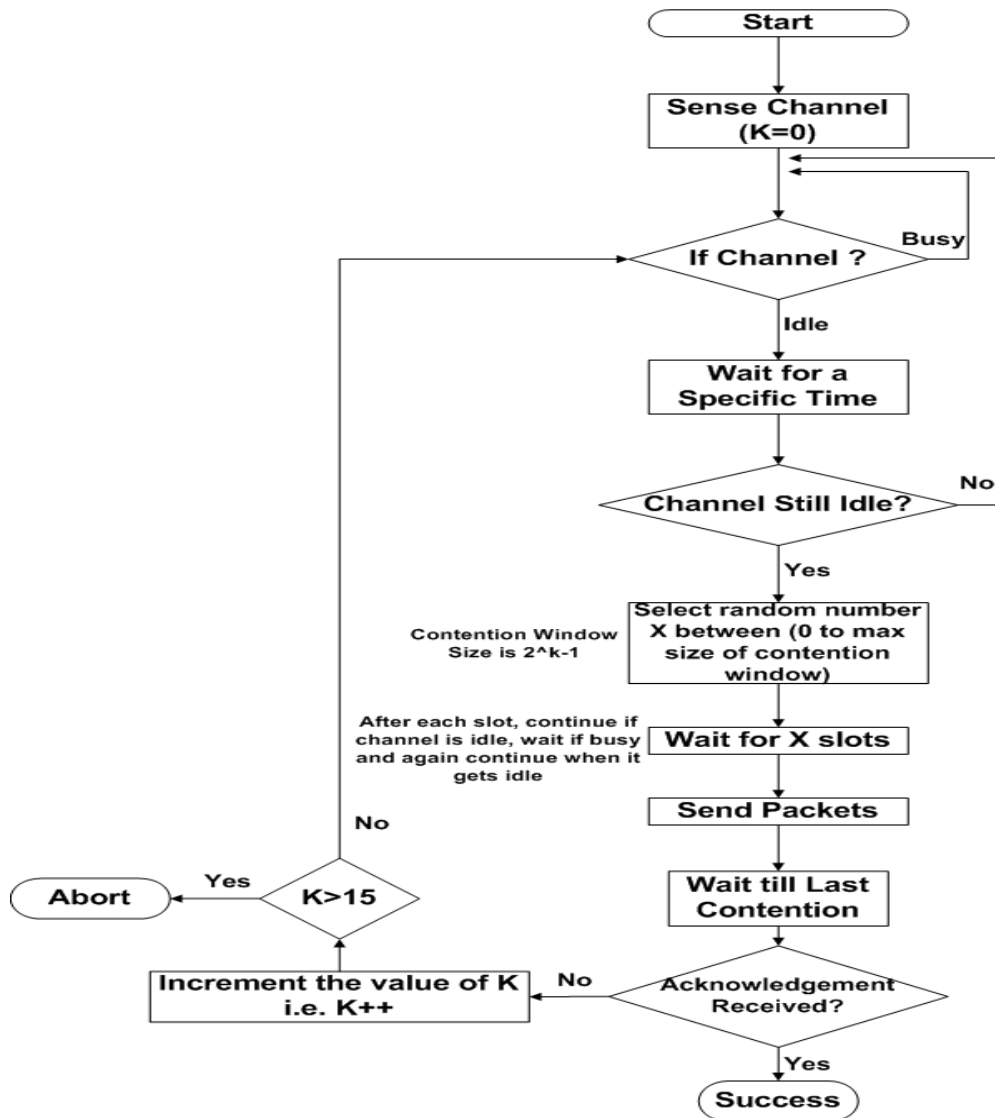 Start
Sense Channel
(K=0)
Busy
If Channel ?
Idle
Wait for a
Specific Time
No
Channel Still Idle?
Yes
Select random number
X between (0 to max
size of contention
window)
Contention Window
Size is 2^k-1
After each slot, continue if
channel is idle, wait if busy
and again continue when it
gets idle
Wait for X slots
Send Packets
No
Wait till Last
Contention
Yes
K>15
Abort
Acknowledgement
Received?
No
Increment the value of K
i.e. K++
Yes
Success